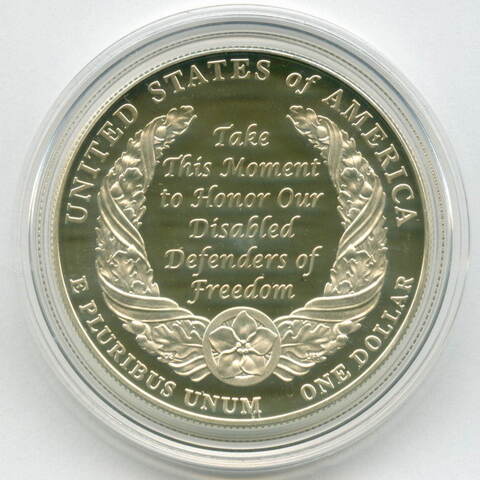 UNITED STATES of AMERICA
Take
This Moment
to Honor Our
Disabled
Defenders of
Freedom
E PLURIBUS UNUM
ONE DOLLAR